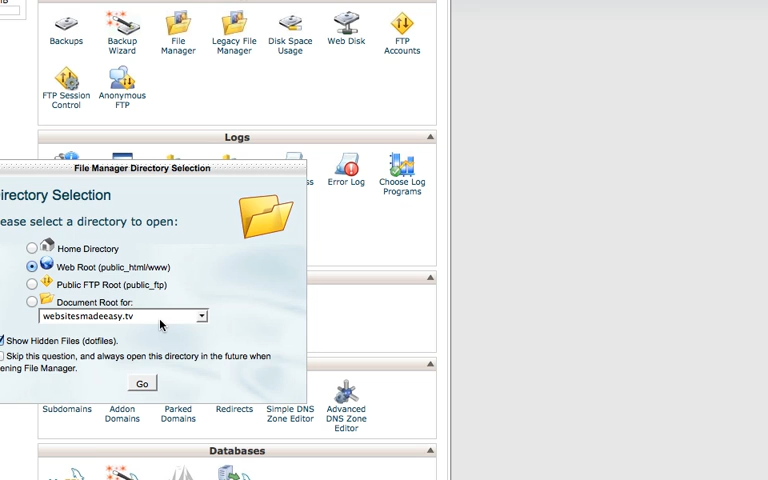 Backups
Backup
Wizard
File
Manager
Legacy File
Manager
Disk Space
Usage
Web Disk
FTP
Accounts
FTP Session
Control
Anonymous
FTP
Logs
Error Log
Choose Log
Programs
File Manager Directory Selection
irectory Selection
ease select a directory to open:
Home Directory
Web Root (public_html/www)
Public FTP Root (public_ftp)
Document Root for:
websitesmadeeasy.tv
Show Hidden Files (dotfiles).
Skip this question, and always open this directory in the future when
ening File Manager.
Go
Subdomains
Addon
Domains
Parked
Domains
Redirects
Simple DNS
Zone Editor
Advanced
DNS Zone
Editor
Databases